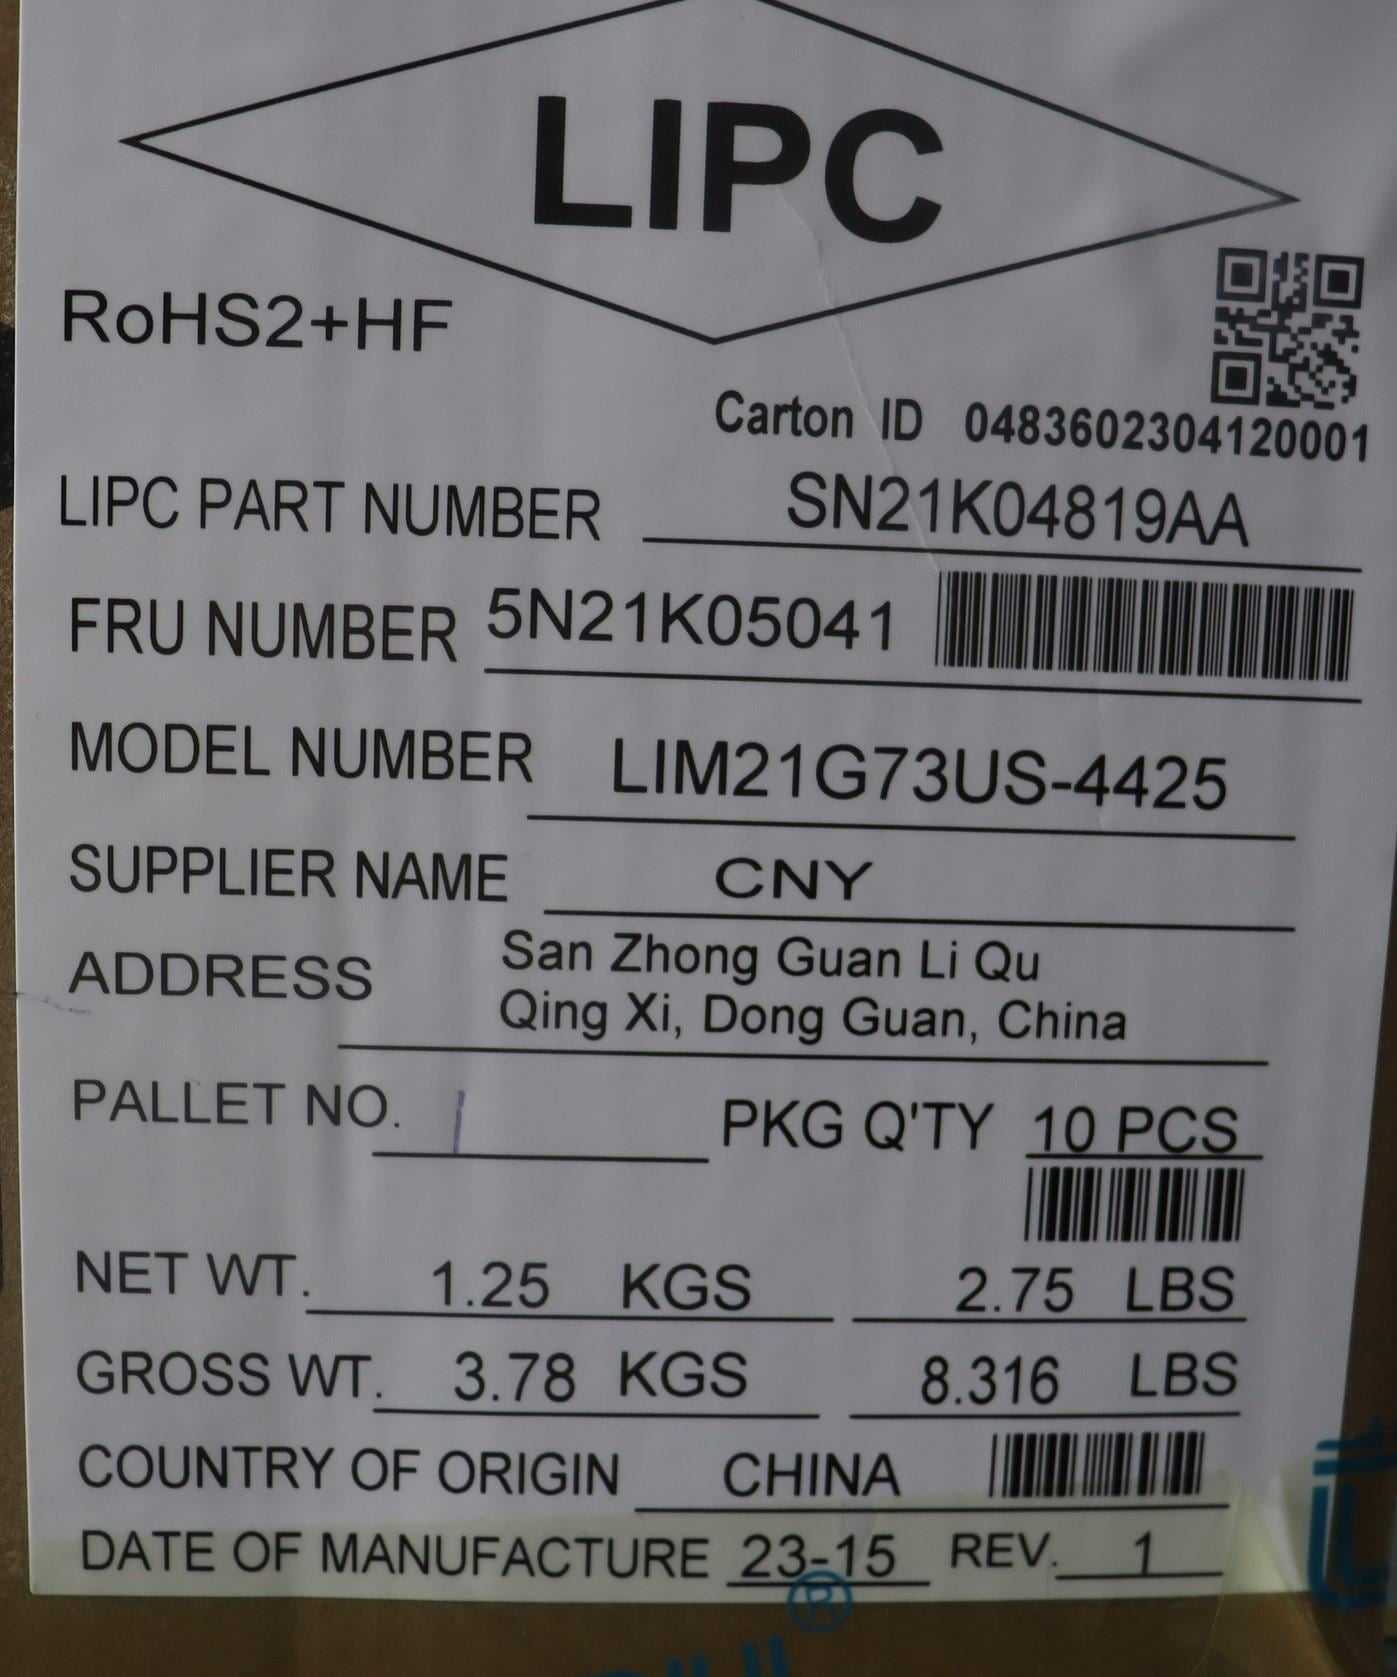 LIPC
RoHS2+HF
Carton ID 0483602304120001
LIPC PART NUMBER SN21K04819AA
FRU NUMBER 5N21K05041
MODEL NUMBER LIM21G73US-4425
SUPPLIER NAME CNY
ADDRESS San Zhong Guan Li Qu
Qing Xi, Dong Guan, China
PALLET NO. 1 PKG Q'TY 10 PCS
NET WT. 1.25 KGS 2.75 LBS
GROSS WT. 3.78 KGS 8.316 LBS
COUNTRY OF ORIGIN CHINA
DATE OF MANUFACTURE 23-15 REV. 1
®